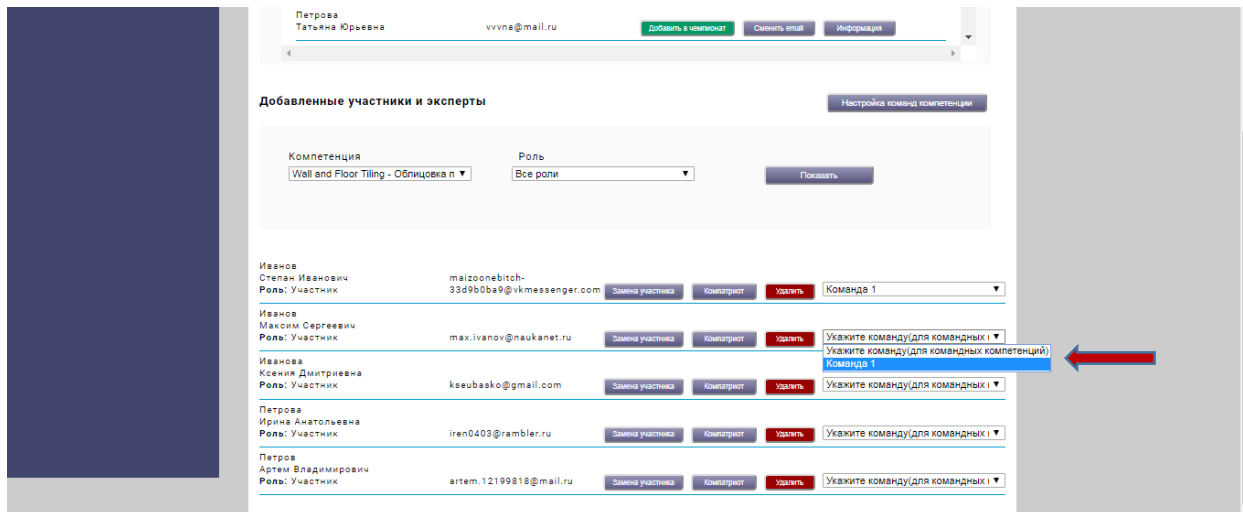 Петрова
Татьяна Юрьевна vvvna@mail.ru Добавить в чемпионат Сменить email Информация
Добавленные участники и эксперты Настройка команд компетенции
Компетенция Роль
Wall and Floor Tiling - Облицовка п Все роли Показать
Иванов
Степан Иванович maizoonebitch-
Роль: Участник 33d9b0ba9@vkmessenger.com Замена участника Компатриот Удалить Команда 1
Иванов
Максим Сергеевич
Роль: Участник max.ivanov@naukanet.ru Замена участника Компатриот Удалить Укажите команду(для командных
Укажите команду(для командных компетенций)
Иванова Команда 1
Ксения Дмитриевна
Роль: Участник kseubasko@gmail.com Замена участника Компатриот Удалить Укажите команду(для командных
Петрова
Ирина Анатольевна
Роль: Участник iren0403@rambler.ru Замена участника Компатриот Удалить Укажите команду(для командных
Петров
Артем Владимирович
Роль: Участник artem.12199818@mail.ru Замена участника Компатриот Удалить Укажите команду(для командных